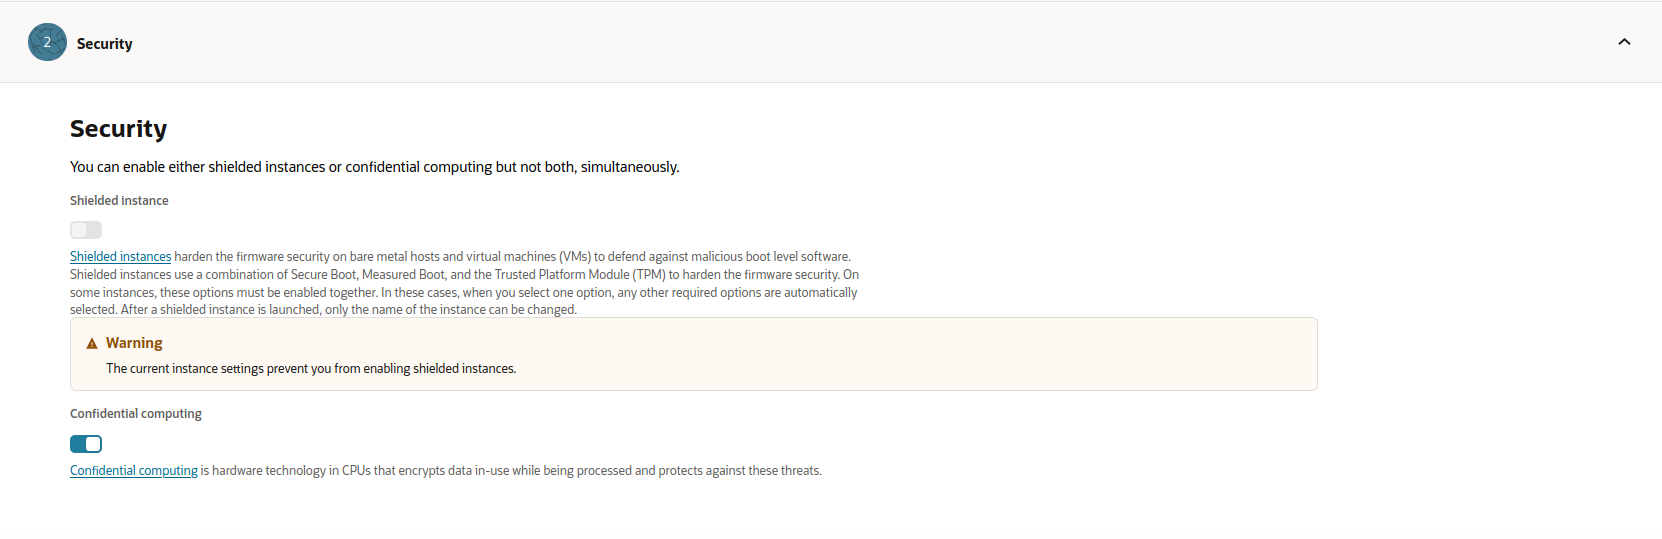 2 Security
Security
You can enable either shielded instances or confidential computing but not both, simultaneously.
Shielded instance
Shielded instances harden the firmware security on bare metal hosts and virtual machines (VMs) to defend against malicious boot level software.
Shielded instances use a combination of Secure Boot, Measured Boot, and the Trusted Platform Module (TPM) to harden the firmware security. On
some instances, these options must be enabled together. In these cases, when you select one option, any other required options are automatically
selected. After a shielded instance is launched, only the name of the instance can be changed.
Warning
The current instance settings prevent you from enabling shielded instances.
Confidential computing
Confidential computing is hardware technology in CPUs that encrypts data in-use while being processed and protects against these threats.